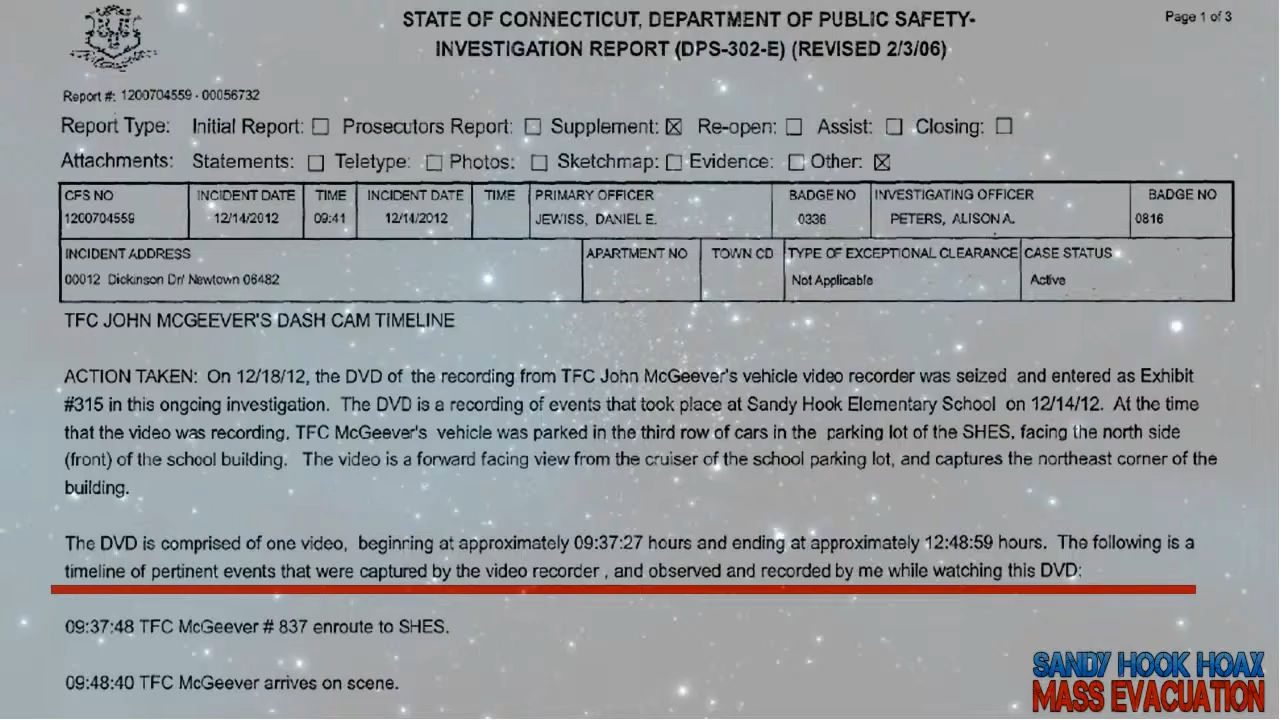 STATE OF CONNECTICUT, DEPARTMENT OF PUBLIC SAFETY-
Page 1 of 3
INVESTIGATION REPORT (DPS-302-E) (REVISED 2/3/06)
Report #: 1200704559 - 00056732
Report Type: Initial Report: ☐ Prosecutors Report: ☐ Supplement: ☒ Re-open: ☐ Assist: ☐ Closing: ☐
Attachments: Statements: ☐ Teletype: ☐ Photos: ☐ Sketchmap: ☐ Evidence: ☐ Other: ☒
CFS NO INCIDENT DATE TIME INCIDENT DATE TIME PRIMARY OFFICER BADGE NO INVESTIGATING OFFICER BADGE NO
1200704559 12/14/2012 09:41 12/14/2012 JEWISS, DANIEL E. 0336 PETERS, ALISON A. 0816
INCIDENT ADDRESS APARTMENT NO TOWN CD TYPE OF EXCEPTIONAL CLEARANCE CASE STATUS
00012 Dickinson Dr/ Newtown 06482 Not Applicable Active
TFC JOHN MCGEEVER'S DASH CAM TIMELINE
ACTION TAKEN: On 12/18/12, the DVD of the recording from TFC John McGeever's vehicle video recorder was seized and entered as Exhibit
#315 in this ongoing investigation. The DVD is a recording of events that took place at Sandy Hook Elementary School on 12/14/12. At the time
that the video was recording, TFC McGeever's vehicle was parked in the third row of cars in the parking lot of the SHES, facing the north side
(front) of the school building. The video is a forward facing view from the cruiser of the school parking lot, and captures the northeast corner of the
building.
The DVD is comprised of one video, beginning at approximately 09:37:27 hours and ending at approximately 12:48:59 hours. The following is a
timeline of pertinent events that were captured by the video recorder , and observed and recorded by me while watching this DVD:
09:37:48 TFC McGeever # 837 enroute to SHES.
09:48:40 TFC McGeever arrives on scene.
SANDY HOOK HOAX
MASS EVACUATION